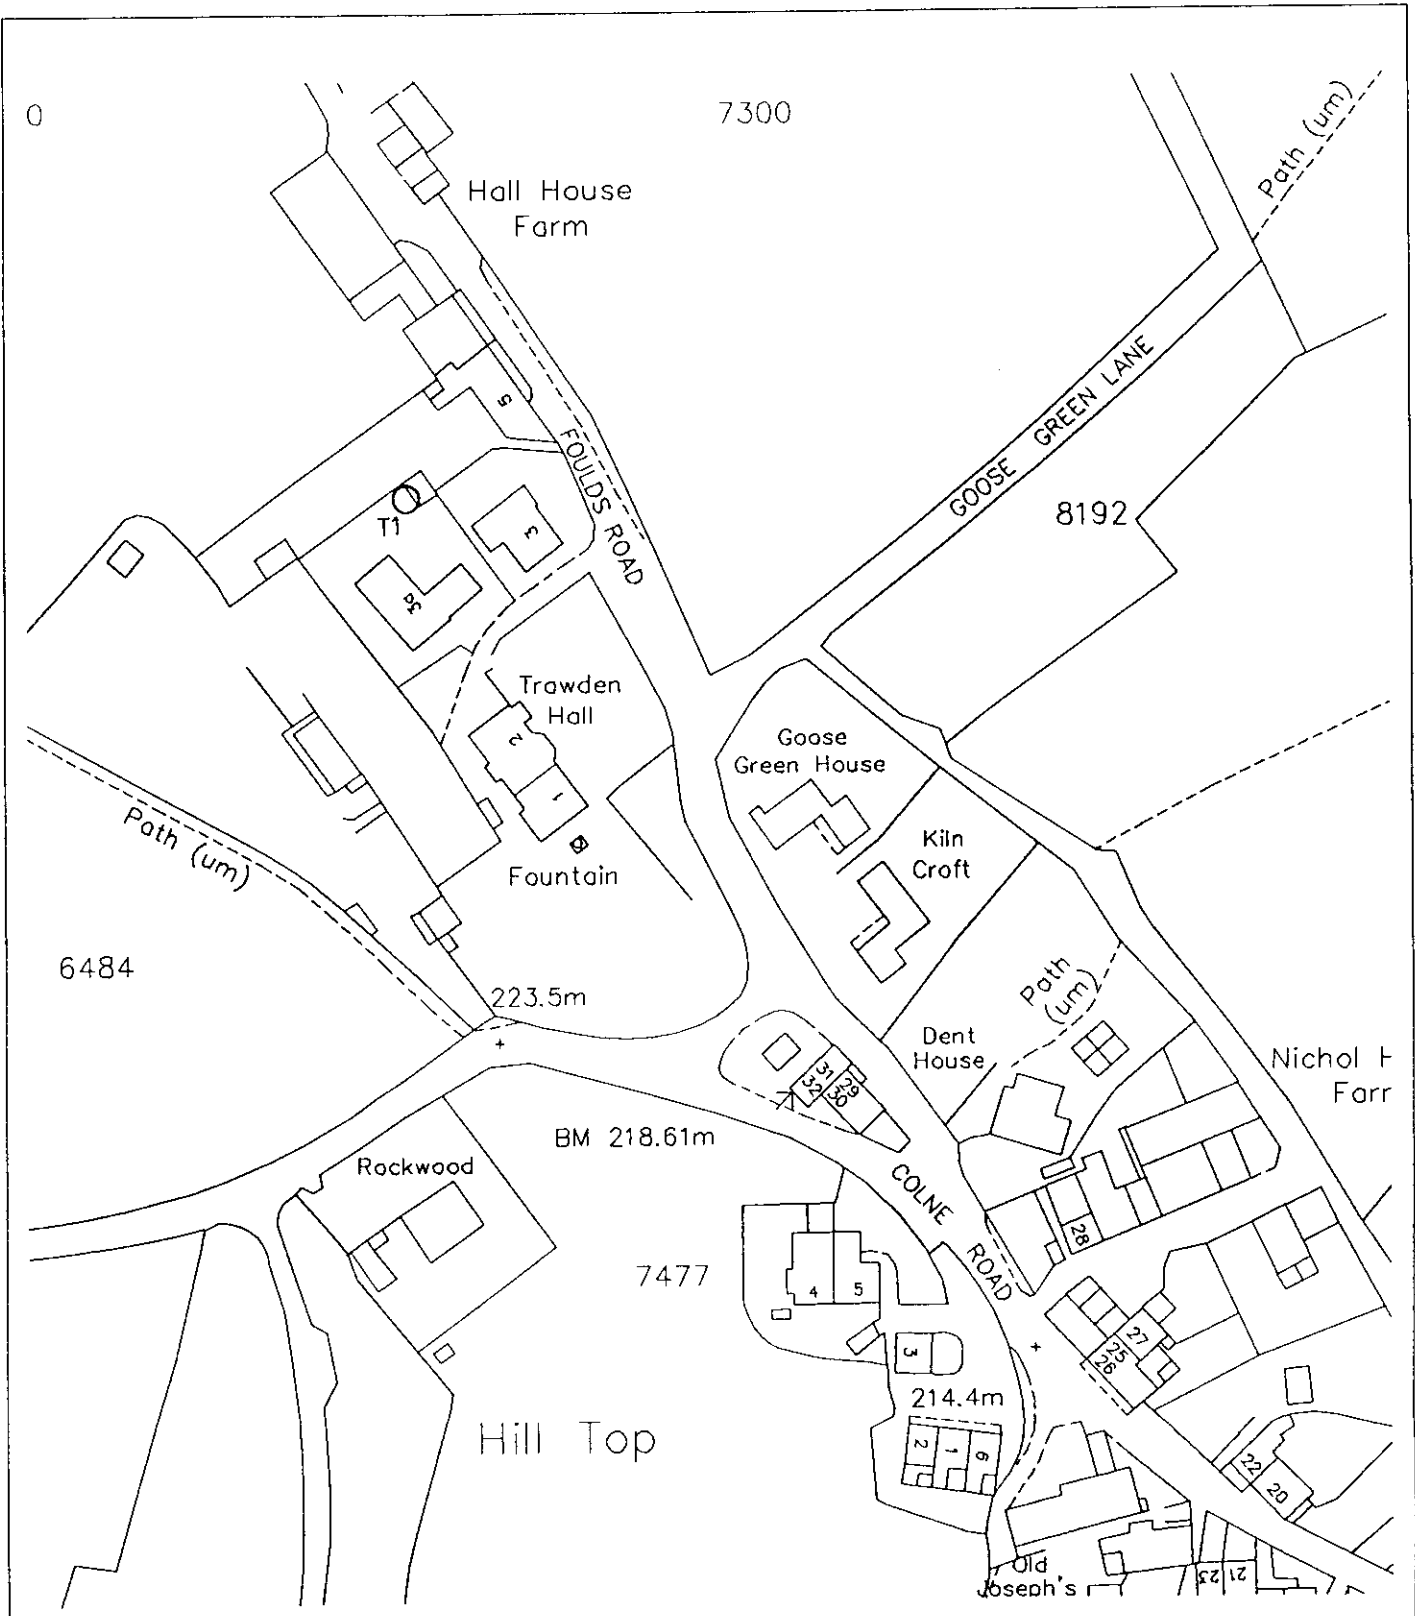 0
7300
Path (um)
Hall House
Farm
5
FOULDS ROAD
GOOSE GREEN LANE
8192
T1
3
3a
Trawden
Hall
2
1
Fountain
Goose
Green House
Kiln
Croft
Path (um)
6484
223.5m
Path
(um)
Dent
House
Nichol H
Farr
31
32
29
30
BM 218.61m
Rockwood
COLNE ROAD
28
7477
4
5
3
27
25
26
214.4m
Hill Top
2
1
6
22
20
Old
Joseph's
23
21